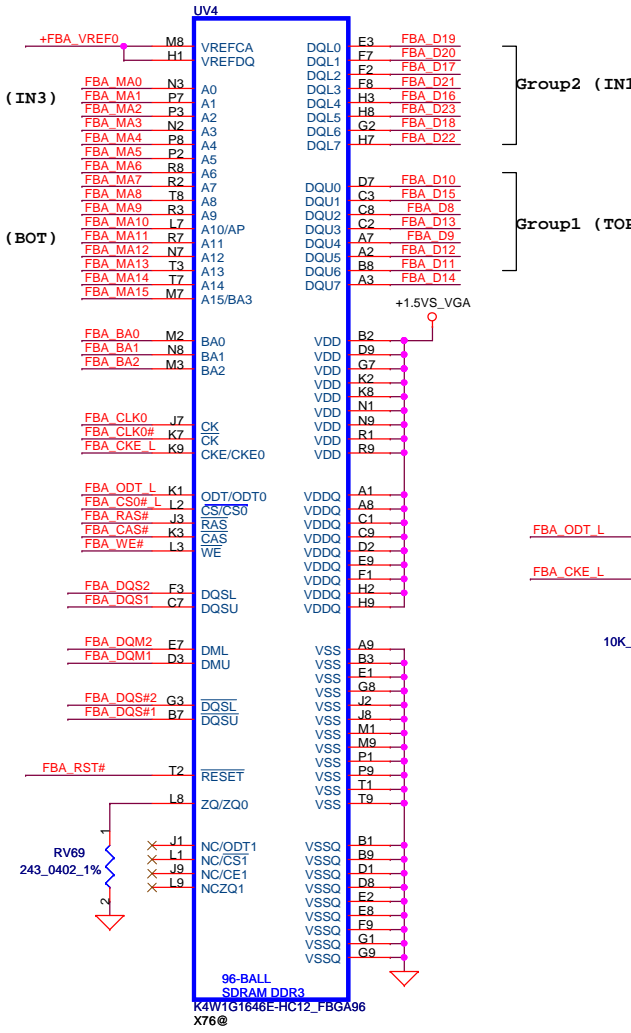 UV4
+FBA_VREF0 M8 VREFCA DQL0 E3 FBA_D19
H1 VREFDQ DQL1 F7 FBA_D20
DQL2 F2 FBA_D17
FBA_MA0 N3 A0 DQL3 F8 FBA_D21
(IN3) FBA_MA1 P7 A1 DQL4 H3 FBA_D16
FBA_MA2 P3 A2 DQL5 H8 FBA_D23
FBA_MA3 N2 A3 DQL6 G2 FBA_D18
FBA_MA4 P8 A4 DQL7 H7 FBA_D22
Group2 (IN1
FBA_MA5 P2 A5
FBA_MA6 R8 A6
FBA_MA7 R2 A7 DQU0 D7 FBA_D10
FBA_MA8 T8 A8 DQU1 C3 FBA_D15
FBA_MA9 R3 A9 DQU2 C8 FBA_D8
FBA_MA10 L7 A10/AP DQU3 C2 FBA_D13
(BOT) FBA_MA11 R7 A11 DQU4 A7 FBA_D9
FBA_MA12 N7 A12 DQU5 A2 FBA_D12
FBA_MA13 T3 A13 DQU6 B8 FBA_D11
FBA_MA14 T7 A14 DQU7 A3 FBA_D14
Group1 (TOP
FBA_MA15 M7 A15/BA3
+1.5VS_VGA
FBA_BA0 M2 BA0 VDD B2
FBA_BA1 N8 BA1 VDD D9
FBA_BA2 M3 BA2 VDD G7
VDD K2
VDD K8
VDD N1
FBA_CLK0 J7 CK VDD N9
FBA_CLK0# K7 CK VDD R1
FBA_CKE_L K9 CKE/CKE0 VDD R9
FBA_ODT_L K1 ODT/ODT0 VDDQ A1
FBA_CS0#_L L2 CS/CS0 VDDQ A8
FBA_RAS# J3 RAS VDDQ C1
FBA_CAS# K3 CAS VDDQ C9
FBA_WE# L3 WE VDDQ D2
FBA_ODT_L
VDDQ E9
VDDQ F1
FBA_CKE_L
FBA_DQS2 F3 DQSL VDDQ H2
FBA_DQS1 C7 DQSU VDDQ H9
FBA_DQM2 E7 DML VSS A9
10K_
FBA_DQM1 D3 DMU VSS B3
VSS E1
VSS G8
FBA_DQS#2 G3 DQSL VSS J2
FBA_DQS#1 B7 DQSU VSS J8
VSS M1
VSS M9
VSS P1
FBA_RST# T2 RESET VSS P9
VSS T1
L8 ZQ/ZQ0 VSS T9
1
RV69
243_0402_1%
2
J1 NC/ODT1 VSSQ B1
L1 NC/CS1 VSSQ B9
J9 NC/CE1 VSSQ D1
L9 NCZQ1 VSSQ D8
VSSQ E2
VSSQ E8
VSSQ F9
VSSQ G1
VSSQ G9
96-BALL
SDRAM DDR3
K4W1G1646E-HC12_FBGA96
X76@